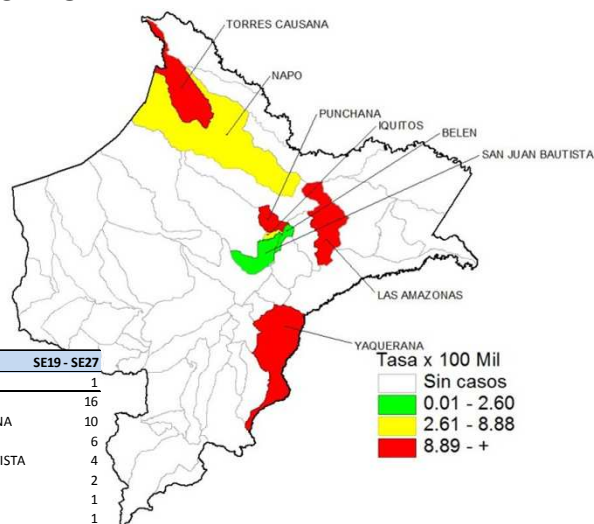 TORRES CAUSANA
NAPO
PUNCHANA
IQUITOS
BELEN
SAN JUAN BAUTISTA
LAS AMAZONAS
YAQUERANA
Tasa x 100 Mil
Sin casos
0.01 - 2.60
2.61 - 8.88
8.89 - +
SE19 - SE27
1
16
NA 10
6
ISTA 4
2
1
1